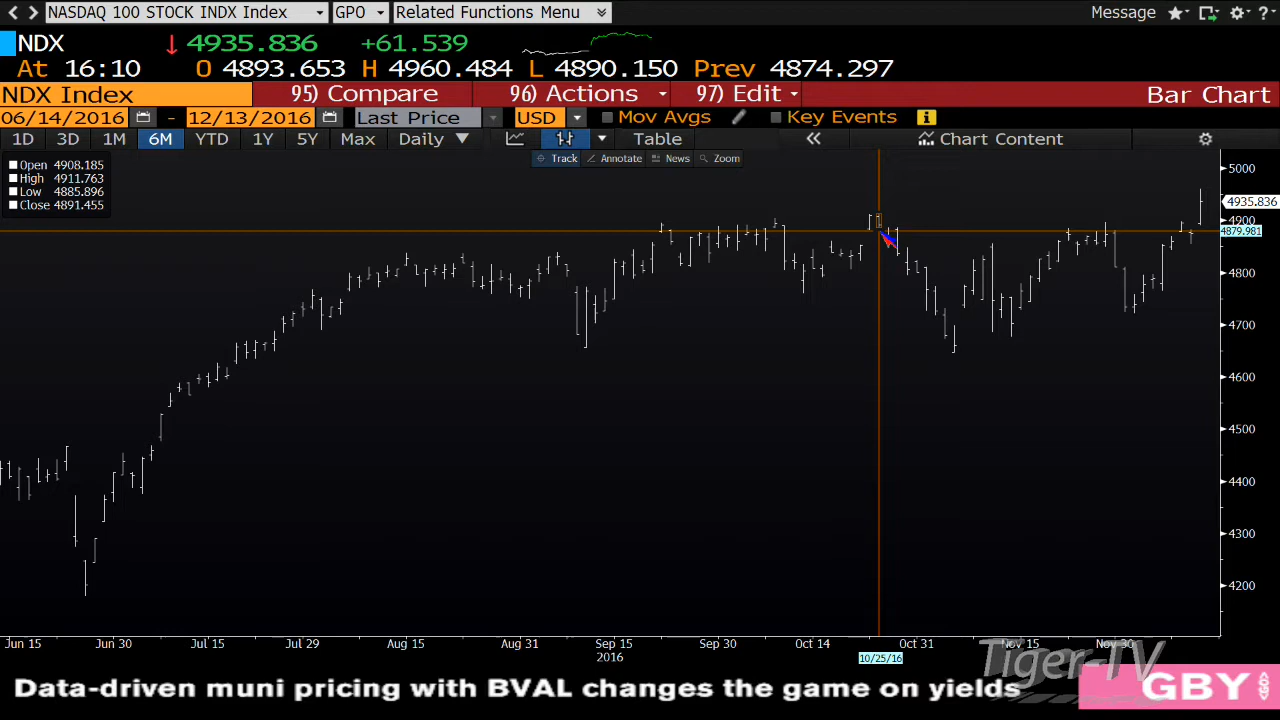 NASDAQ 100 STOCK INDX Index GPO Related Functions Menu Message ?
NDX 4935.836 +61.539
At 16:10 O 4893.653 H 4960.484 L 4890.150 Prev 4874.297
NDX Index 95) Compare 96) Actions 97) Edit Bar Chart
06/14/2016 - 12/13/2016 Last Price USD Mov Avgs Key Events
1D 3D 1M 6M YTD 1Y 5Y Max Daily Table Chart Content
Track Annotate News Zoom
Open 4908.185
High 4911.763
Low 4885.896
Close 4891.455
5000
4935.836
4900
4879.981
4800
4700
4600
4500
4400
4300
4200
Jun 15 Jun 30 Jul 15 Jul 29 Aug 15 Aug 31 Sep 15 Sep 30 Oct 14 Oct 31 Nov 15 Nov 30
2016 10/25/16
Tiger-TV
Data-driven muni pricing with BVAL changes the game on yields GBY